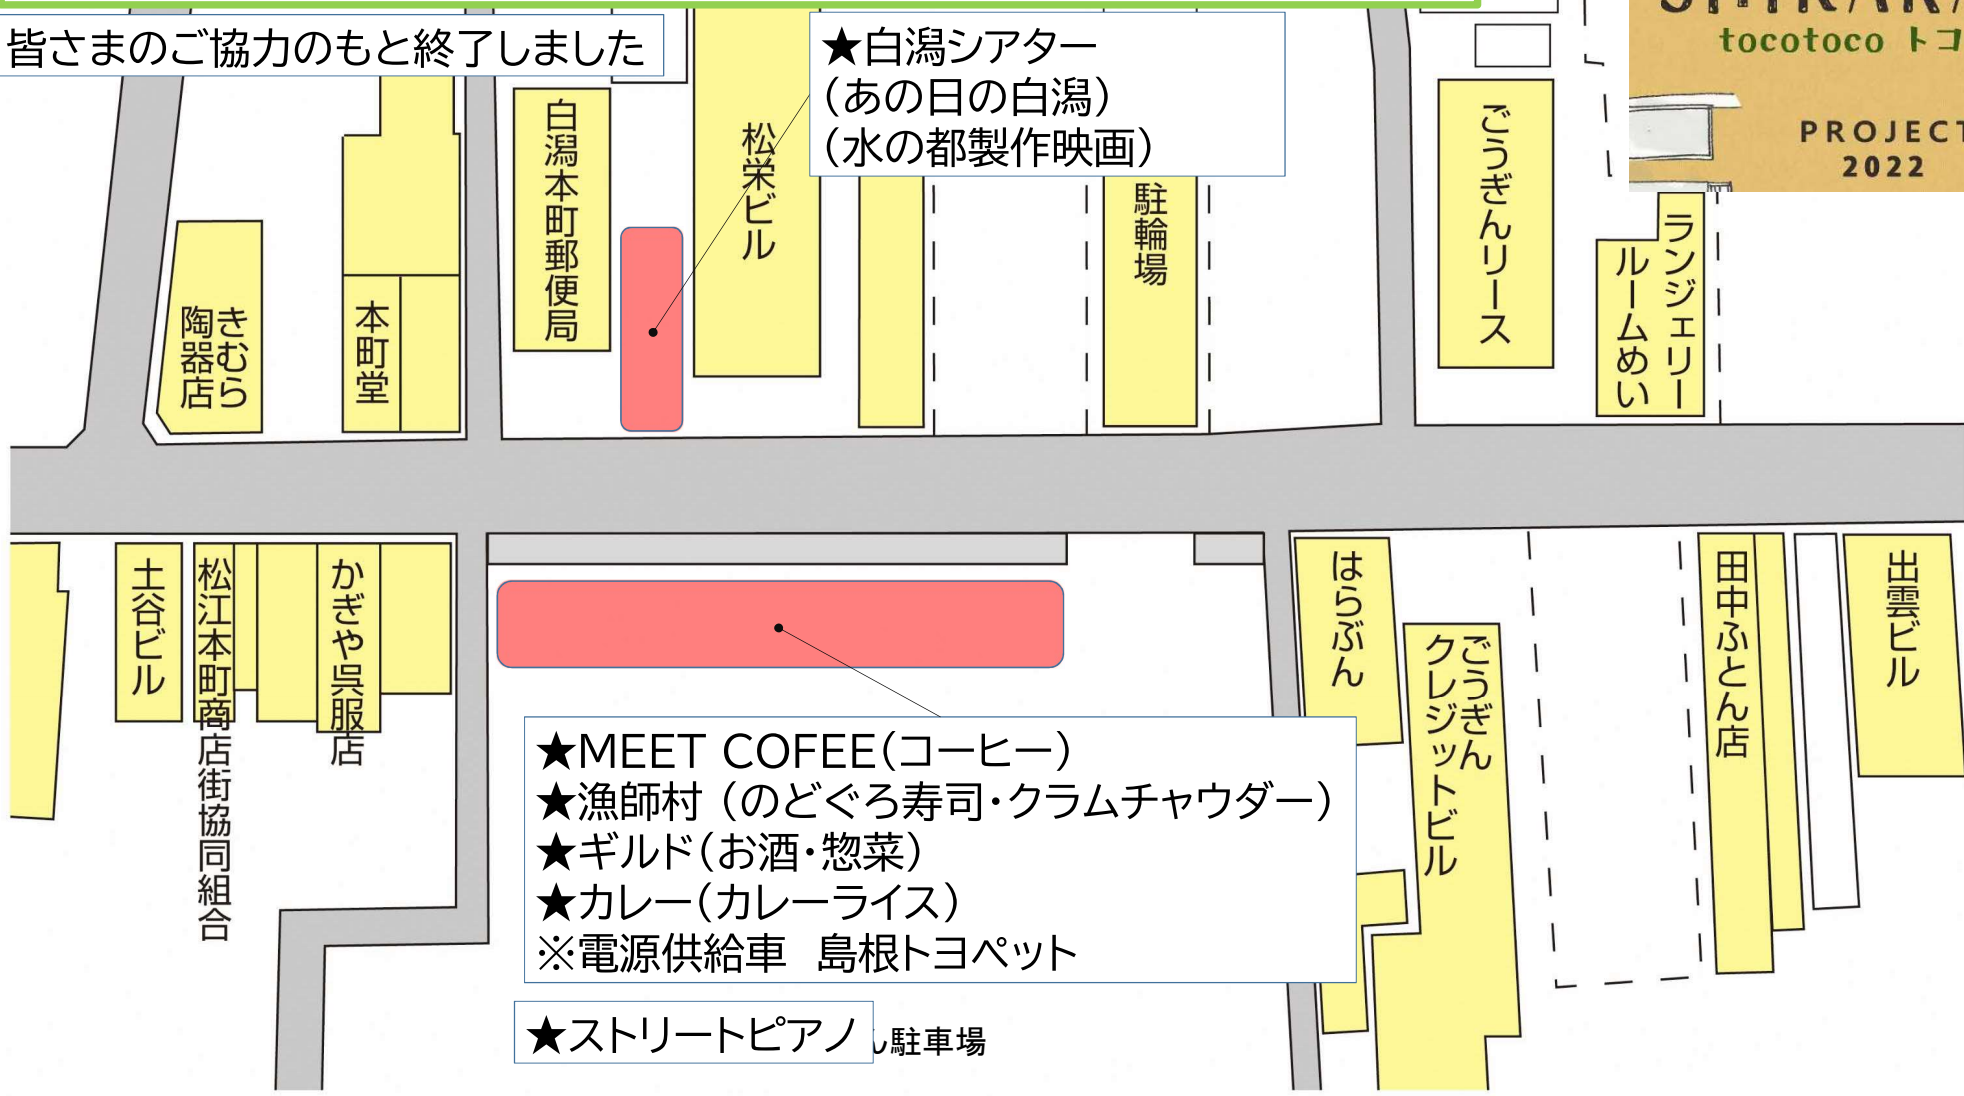 皆さまのご協力のもと終了しました
★白潟シアター
（あの日の白潟）
（水の都製作映画）
tocotoco トコ
PROJECT
2022
きむら
陶器店
本町堂
白潟本町郵便局
松栄ビル
駐輪場
ごうぎんリース
ランジェリー
ルームめい
土谷ビル
松江本町商店街協同組合
かぎや呉服店
はらぶん
ごうぎん
クレジットビル
田中ふとん店
出雲ビル
★MEET COFEE（コーヒー）
★漁師村（のどぐろ寿司・クラムチャウダー）
★ギルド（お酒・惣菜）
★カレー（カレーライス）
※電源供給車　島根トヨペット
★ストリートピアノ
ん駐車場